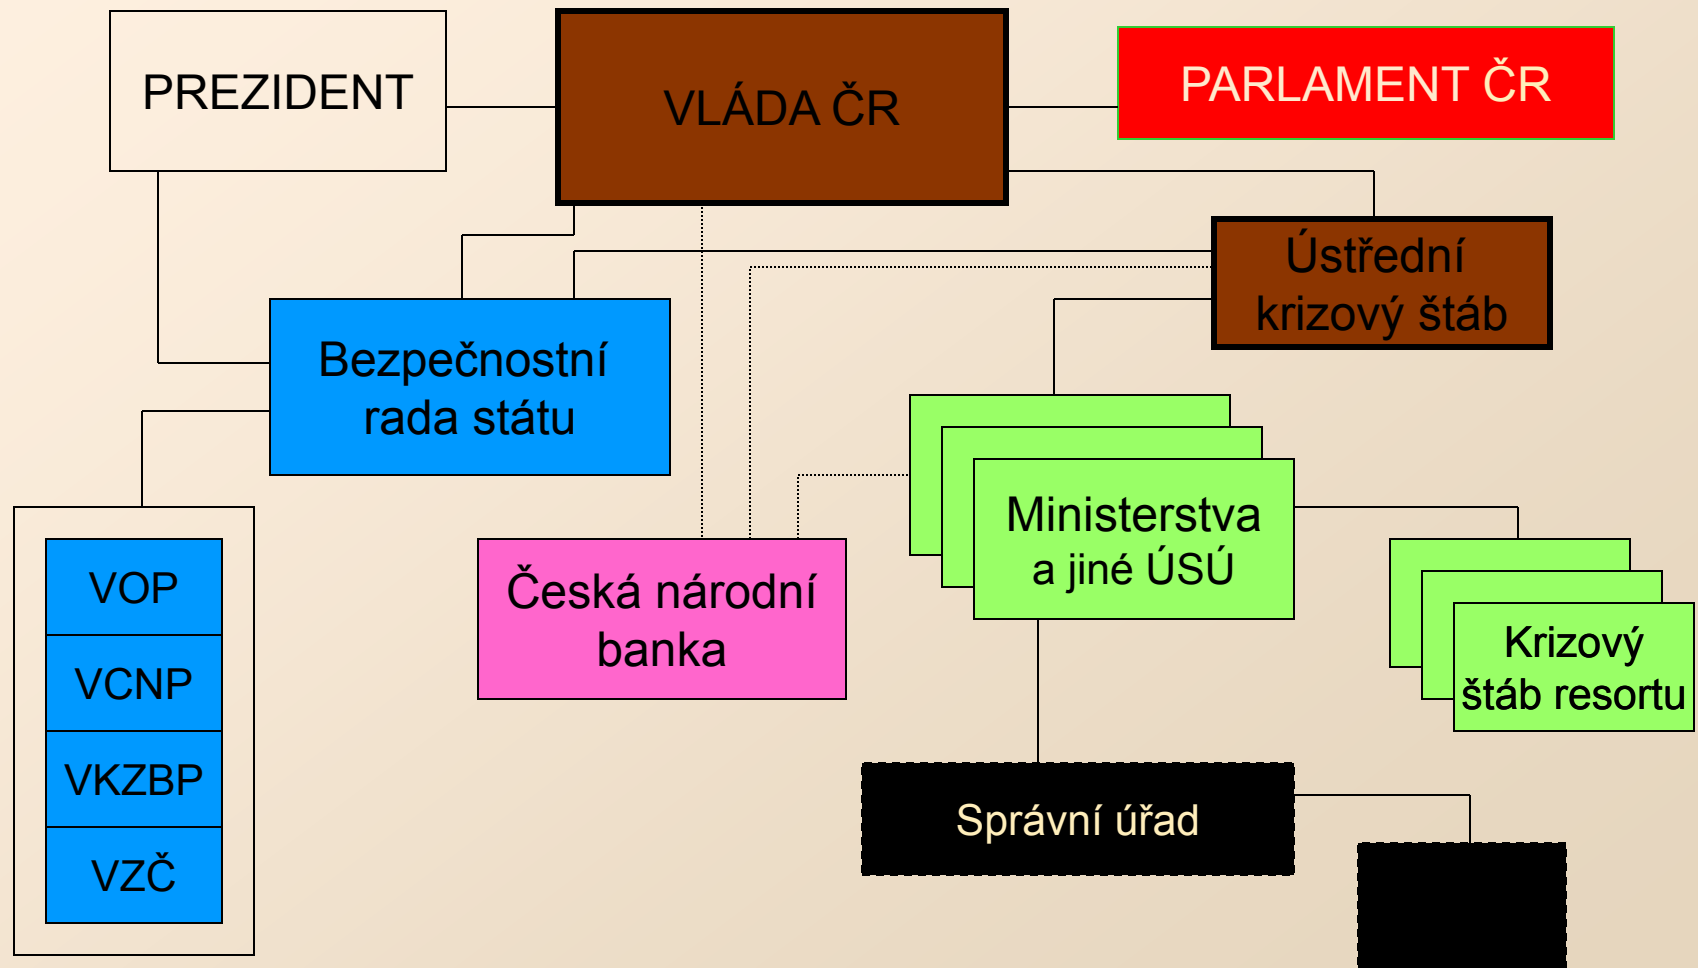 PREZIDENT
VLÁDA ČR
PARLAMENT ČR
Ústřední
krizový štáb
Bezpečnostní
rada státu
Ministerstva
a jiné ÚSÚ
Česká národní
banka
VOP
VCNP
VKZBP
VZČ
Krizový
štáb resortu
Správní úřad